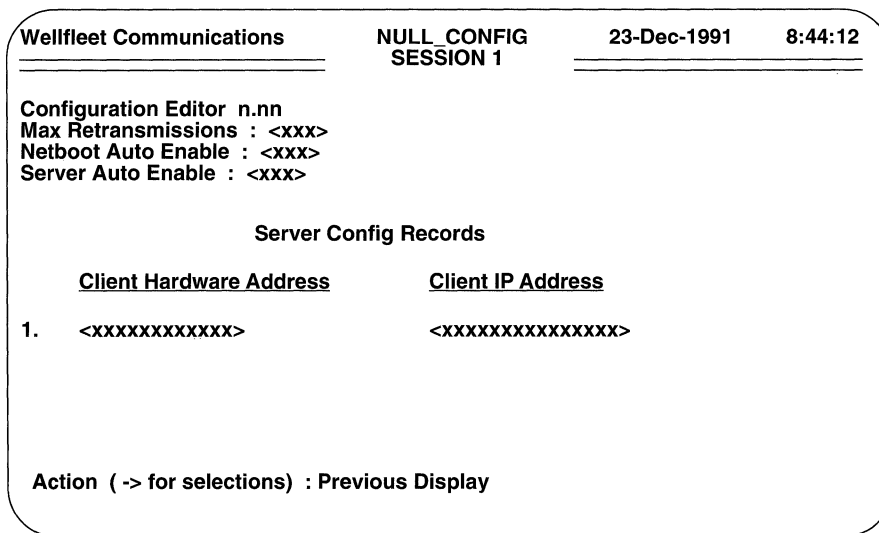 Wellfleet Communications NULL_CONFIG 23-Dec-1991 8:44:12
SESSION 1
Configuration Editor n.nn
Max Retransmissions : <xxx>
Netboot Auto Enable : <xxx>
Server Auto Enable : <xxx>
Server Config Records
Client Hardware Address Client IP Address
1. <xxxxxxxxxxxx> <xxxxxxxxxxxxxxx>
Action ( -> for selections) : Previous Display